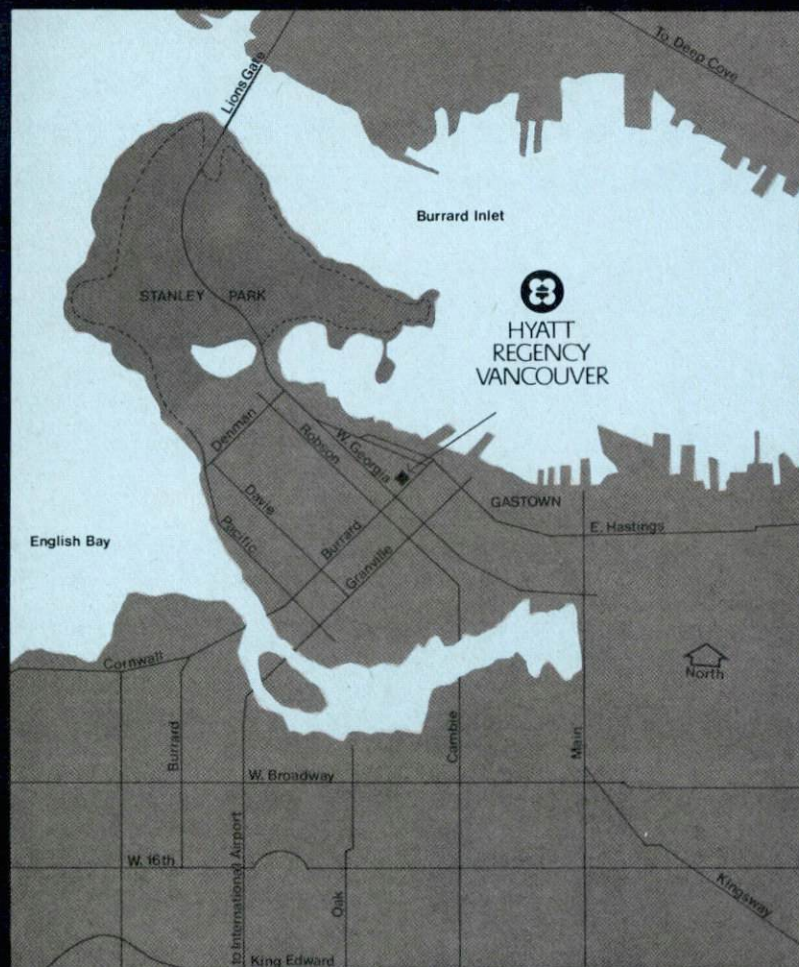 To Deep Cove
Lions Gate
Burrard Inlet
STANLEY PARK
HYATT
REGENCY
VANCOUVER
Denman
Robson
W. Georgia
Davie
GASTOWN
Pacific
Burrard
Granville
E. Hastings
English Bay
Cornwall
North
Burrard
Cambie
Main
W. Broadway
to International Airport
W. 16th
Oak
Kingsway
King Edward